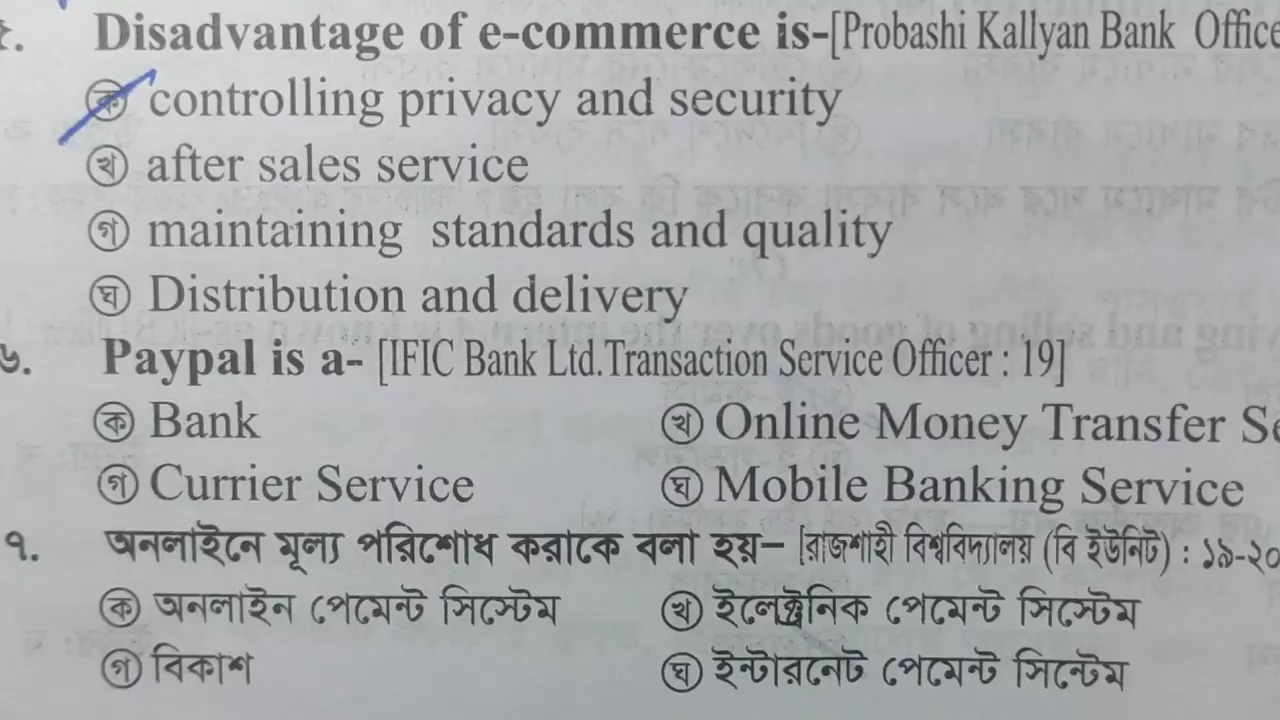 ৫. Disadvantage of e-commerce is-[Probashi Kallyan Bank Office
ক controlling privacy and security
খ after sales service
গ maintaining standards and quality
ঘ Distribution and delivery
৬. Paypal is a- [IFIC Bank Ltd.Transaction Service Officer : 19]
ক Bank খ Online Money Transfer Se
গ Currier Service ঘ Mobile Banking Service
৭. অনলাইনে মূল্য পরিশোধ করাকে বলা হয়– [রাজশাহী বিশ্ববিদ্যালয় (বি ইউনিট) : ১৯-২০
ক অনলাইন পেমেন্ট সিস্টেম খ ইলেক্ট্রনিক পেমেন্ট সিস্টেম
গ বিকাশ ঘ ইন্টারনেট পেমেন্ট সিন্টেম